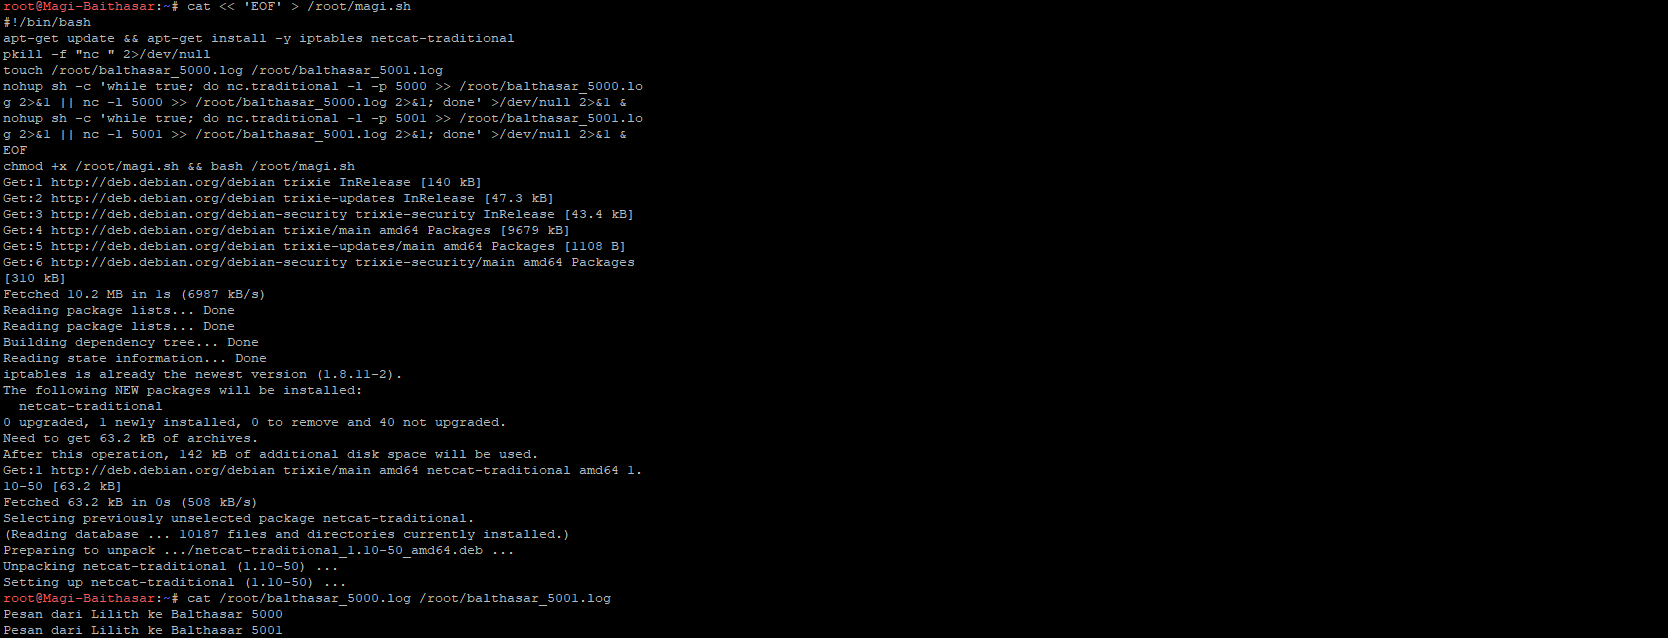 root@Magi-Baithasar:~# cat << 'EOF' > /root/magi.sh
#!/bin/bash
apt-get update && apt-get install -y iptables netcat-traditional
pkill -f "nc " 2>/dev/null
touch /root/balthasar_5000.log /root/balthasar_5001.log
nohup sh -c 'while true; do nc.traditional -l -p 5000 >> /root/balthasar_5000.lo
g 2>&1 || nc -l 5000 >> /root/balthasar_5000.log 2>&1; done' >/dev/null 2>&1 &
nohup sh -c 'while true; do nc.traditional -l -p 5001 >> /root/balthasar_5001.lo
g 2>&1 || nc -l 5001 >> /root/balthasar_5001.log 2>&1; done' >/dev/null 2>&1 &
EOF
chmod +x /root/magi.sh && bash /root/magi.sh
Get:1 http://deb.debian.org/debian trixie InRelease [140 kB]
Get:2 http://deb.debian.org/debian trixie-updates InRelease [47.3 kB]
Get:3 http://deb.debian.org/debian-security trixie-security InRelease [43.4 kB]
Get:4 http://deb.debian.org/debian trixie/main amd64 Packages [9679 kB]
Get:5 http://deb.debian.org/debian trixie-updates/main amd64 Packages [1108 B]
Get:6 http://deb.debian.org/debian-security trixie-security/main amd64 Packages
[310 kB]
Fetched 10.2 MB in 1s (6987 kB/s)
Reading package lists... Done
Reading package lists... Done
Building dependency tree... Done
Reading state information... Done
iptables is already the newest version (1.8.11-2).
The following NEW packages will be installed:
  netcat-traditional
0 upgraded, 1 newly installed, 0 to remove and 40 not upgraded.
Need to get 63.2 kB of archives.
After this operation, 142 kB of additional disk space will be used.
Get:1 http://deb.debian.org/debian trixie/main amd64 netcat-traditional amd64 1.
10-50 [63.2 kB]
Fetched 63.2 kB in 0s (508 kB/s)
Selecting previously unselected package netcat-traditional.
(Reading database ... 10187 files and directories currently installed.)
Preparing to unpack .../netcat-traditional_1.10-50_amd64.deb ...
Unpacking netcat-traditional (1.10-50) ...
Setting up netcat-traditional (1.10-50) ...
root@Magi-Baithasar:~# cat /root/balthasar_5000.log /root/balthasar_5001.log
Pesan dari Lilith ke Balthasar 5000
Pesan dari Lilith ke Balthasar 5001